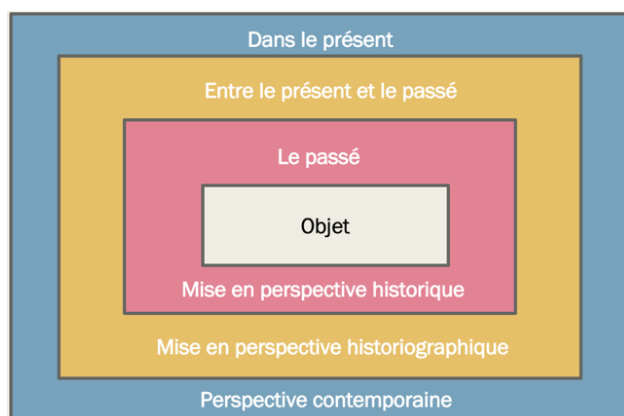 Dans le présent
Entre le présent et le passé
Le passé
Objet
Mise en perspective historique
Mise en perspective historiographique
Perspective contemporaine